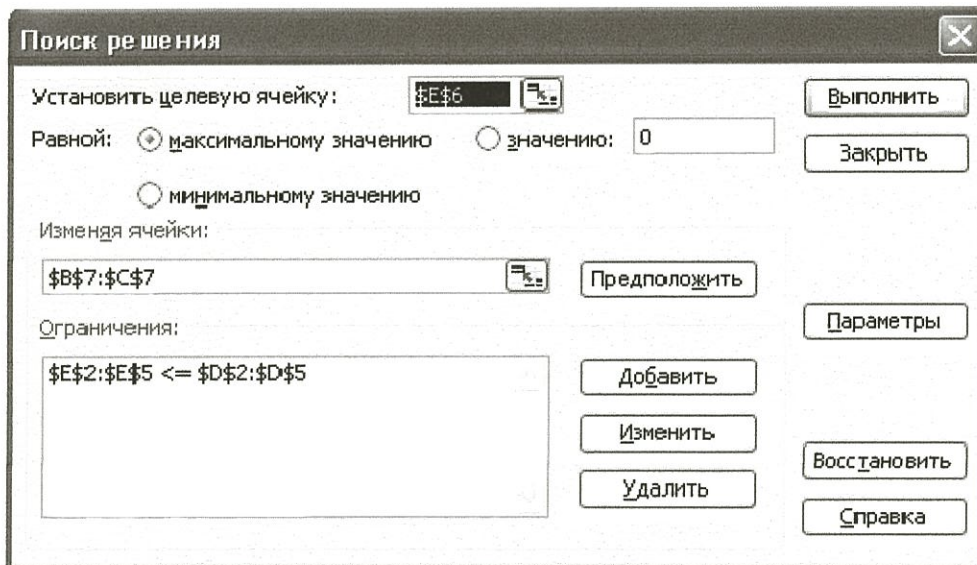 Поиск решения
Установить целевую ячейку: $E$6
Выполнить
Равной: максимальному значению значению: 0
Закрыть
минимальному значению
Изменяя ячейки:
$B$7:$C$7
Предположить
Ограничения:
Параметры
$E$2:$E$5 <= $D$2:$D$5
Добавить
Изменить
Восстановить
Удалить
Справка